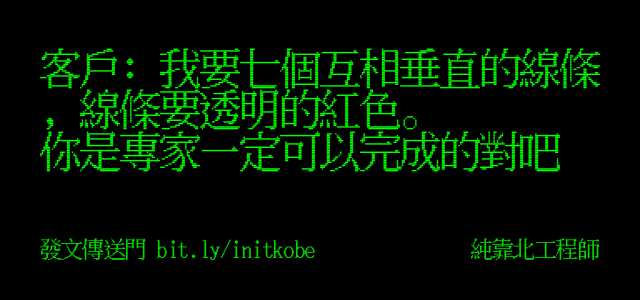 客戶: 我要七個互相垂直的線條
, 線條要透明的紅色。
你是專家一定可以完成的對吧
發文傳送門 bit.ly/initkobe
純靠北工程師